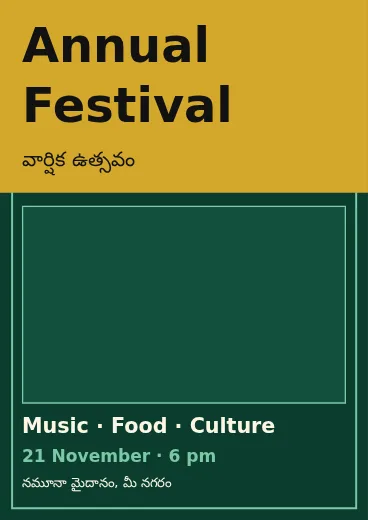 Annual
Festival
వార్షిక ఉత్సవం
Music · Food · Culture
21 November · 6 pm
నమూనా మైదానం, మీ నగరం